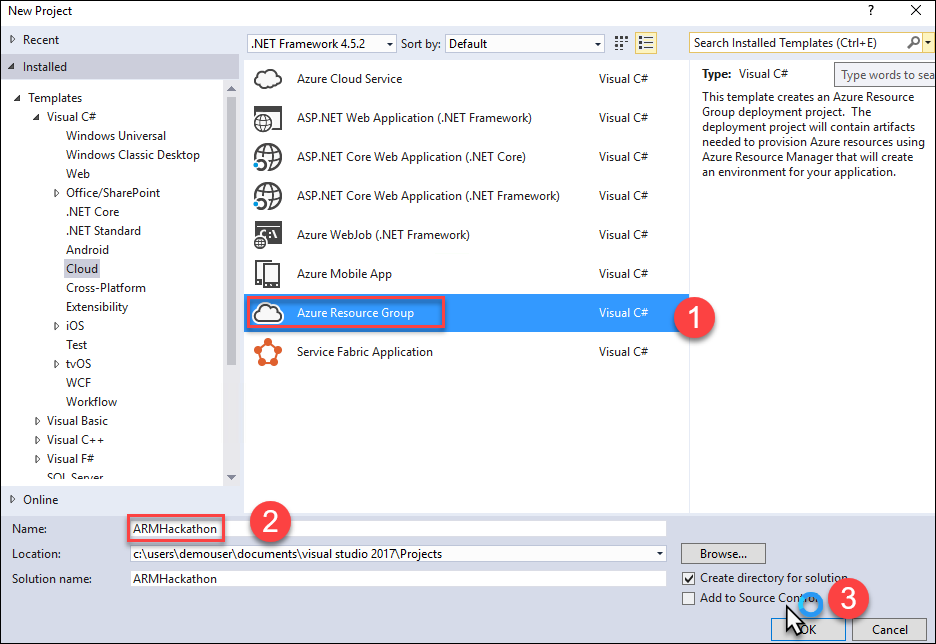 New Project
?
Recent
.NET Framework 4.5.2
Sort by:
Default
Search Installed Templates (Ctrl+E)
Installed
Type: Visual C#
Type words to sea
Templates
Visual C#
Windows Universal
Windows Classic Desktop
Web
Office/SharePoint
.NET Core
.NET Standard
Android
Cloud
Cross-Platform
Extensibility
iOS
Test
tvOS
WCF
Workflow
Visual Basic
Visual C++
Visual F#
SQL Server
Online
Azure Cloud Service Visual C#
ASP.NET Web Application (.NET Framework) Visual C#
ASP.NET Core Web Application (.NET Core) Visual C#
ASP.NET Core Web Application (.NET Framework) Visual C#
Azure WebJob (.NET Framework) Visual C#
Azure Mobile App Visual C#
Azure Resource Group Visual C#
1
Service Fabric Application Visual C#
This template creates an Azure Resource
Group deployment project. The
deployment project will contain artifacts
needed to provision Azure resources using
Azure Resource Manager that will create
an environment for your application.
Name: ARMHackathon
2
Location: c:\users\demouser\documents\visual studio 2017\Projects
Browse...
Solution name: ARMHackathon
Create directory for solution
Add to Source Control
3
OK
Cancel